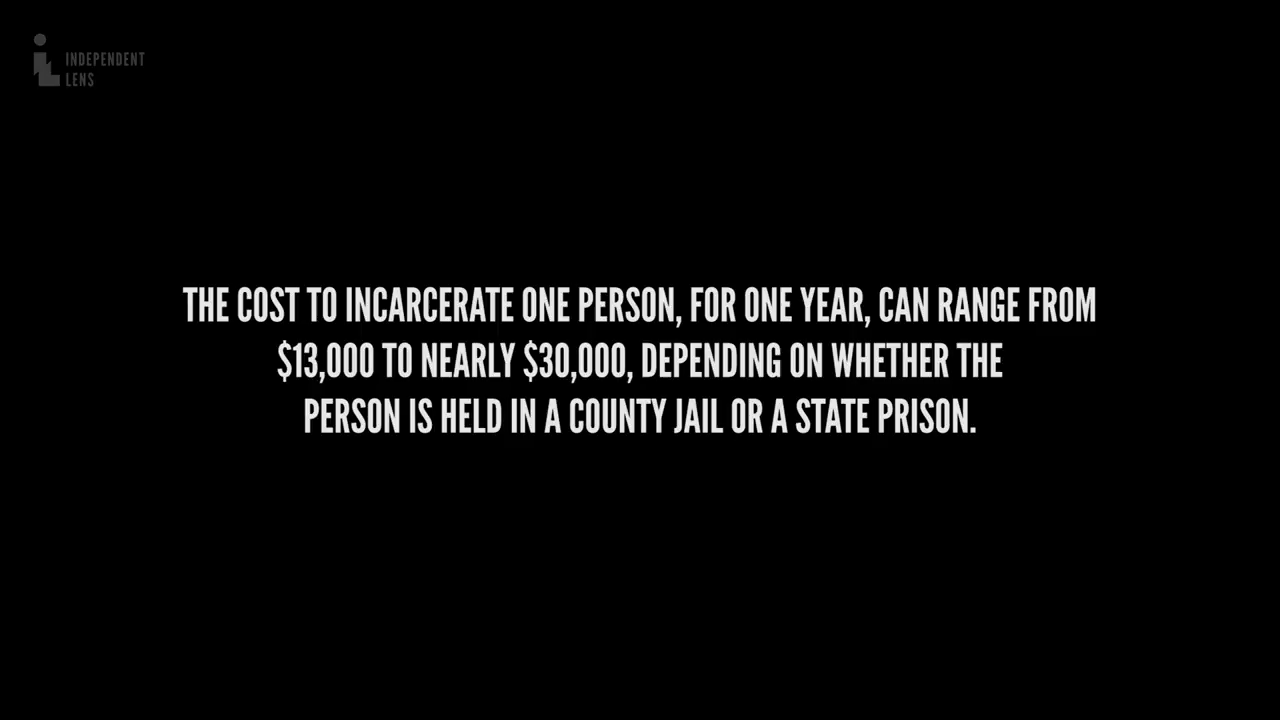 INDEPENDENT
LENS
THE COST TO INCARCERATE ONE PERSON, FOR ONE YEAR, CAN RANGE FROM
$13,000 TO NEARLY $30,000, DEPENDING ON WHETHER THE
PERSON IS HELD IN A COUNTY JAIL OR A STATE PRISON.